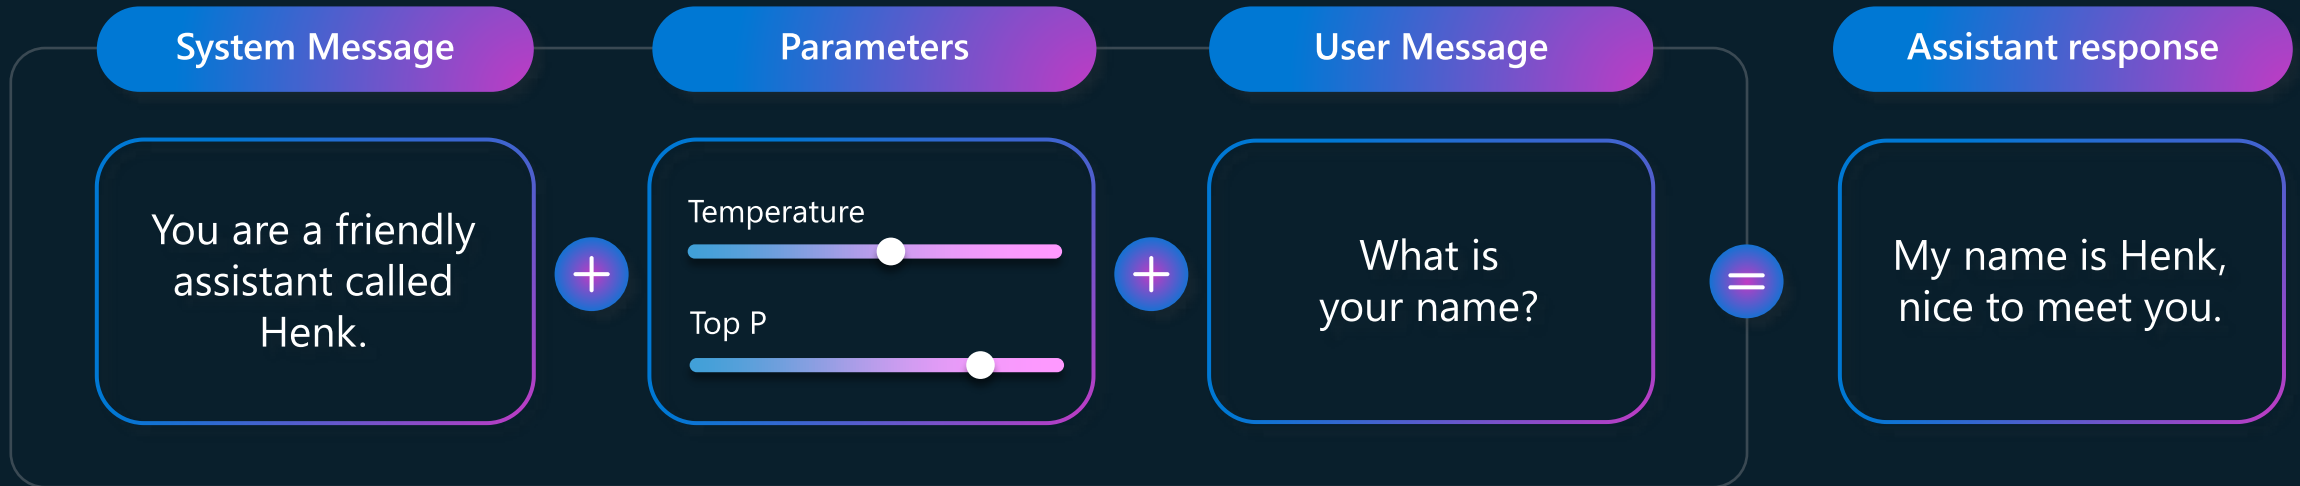 System Message
Parameters
User Message
Assistant response
You are a friendly
assistant called
Henk.
Temperature
Top P
What is
your name?
My name is Henk,
nice to meet you.